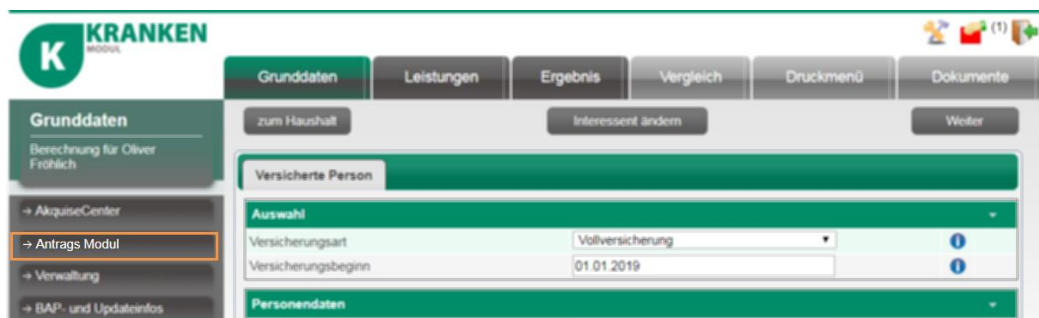 KRANKEN
MODUL
K
(1)
Grunddaten
Leistungen
Ergebnis
Vergleich
Druckmenü
Dokumente
Grunddaten
Berechnung für Oliver
Fröhlich
zum Haushalt
Interessent ändern
Weiter
Versicherte Person
→ AkquiseCenter
→ Antrags Modul
→ Verwaltung
→ BAP- und Updateinfos
Auswahl
Versicherungsart
Vollversicherung
Versicherungsbeginn
01.01.2019
Personendaten